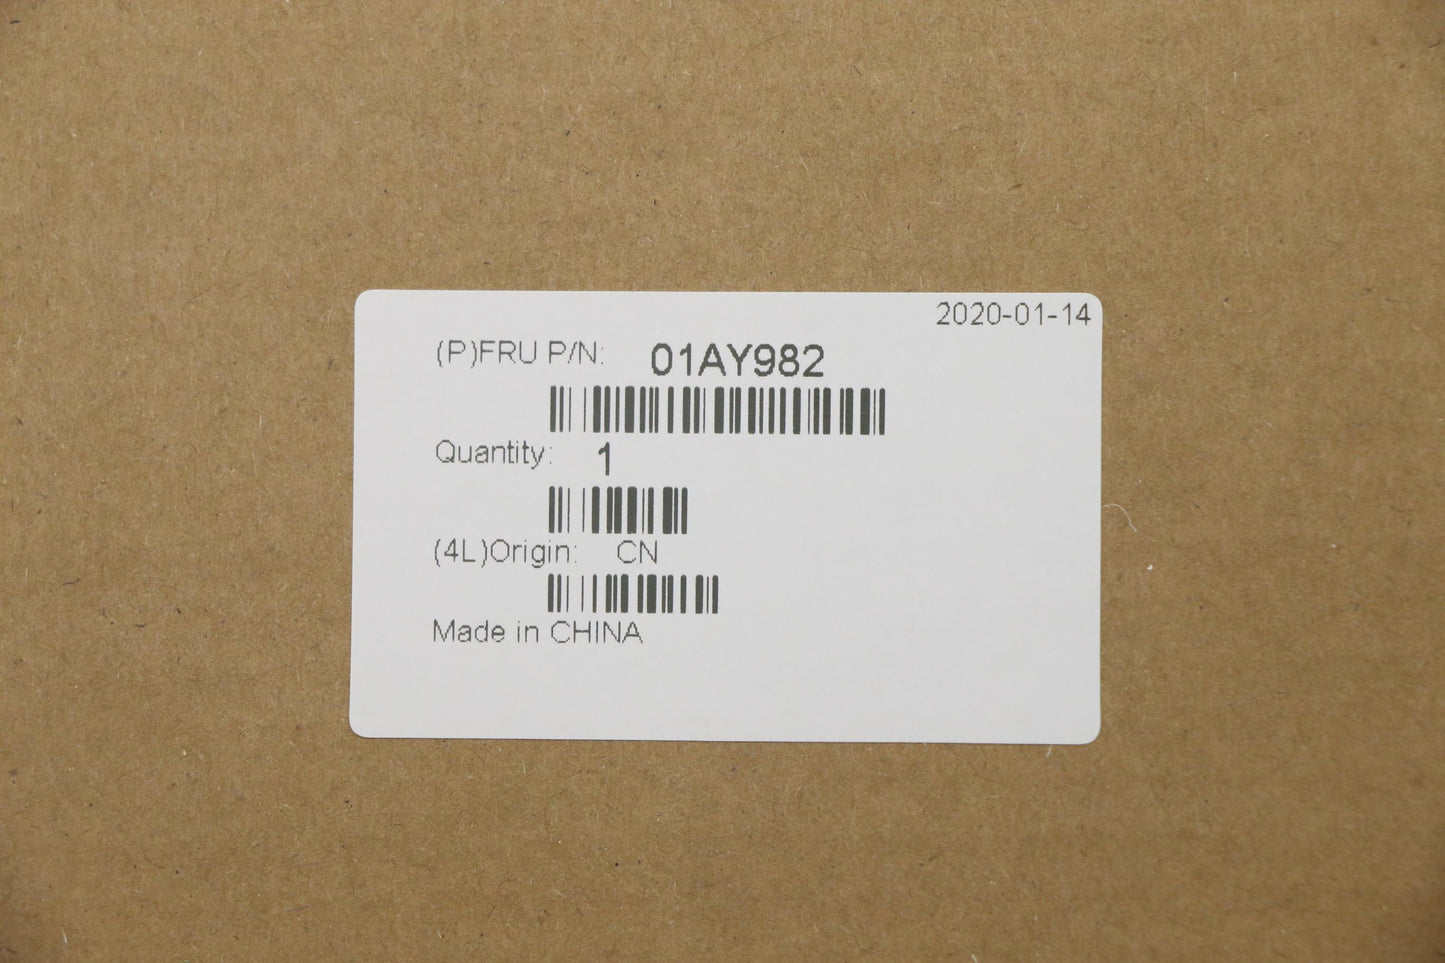 2020-01-14
(P)FRU P/N: 01AY982
Quantity: 1
(4L)Origin: CN
Made in CHINA